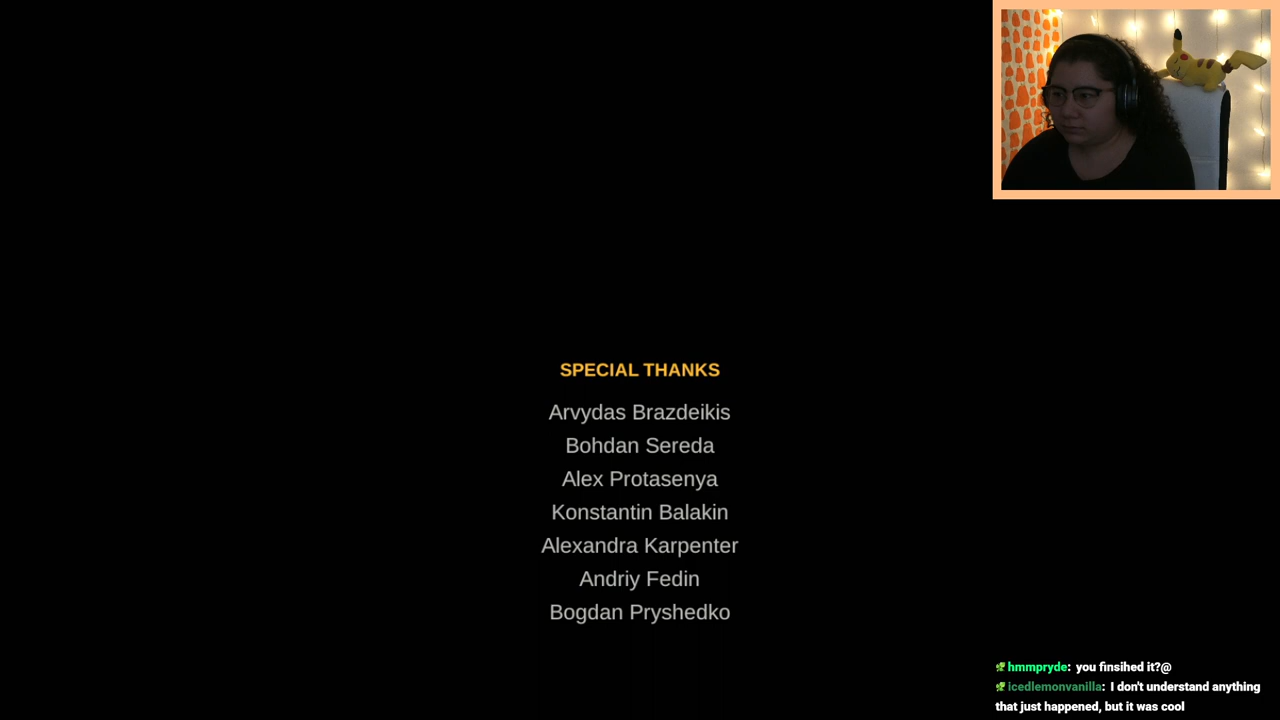 SPECIAL THANKS
Arvydas Brazdeikis
Bohdan Sereda
Alex Protasenya
Konstantin Balakin
Alexandra Karpenter
Andriy Fedin
Bogdan Pryshedko
hmmpryde: you finsihed it?@
icedlemonvanilla: I don't understand anything
that just happened, but it was cool